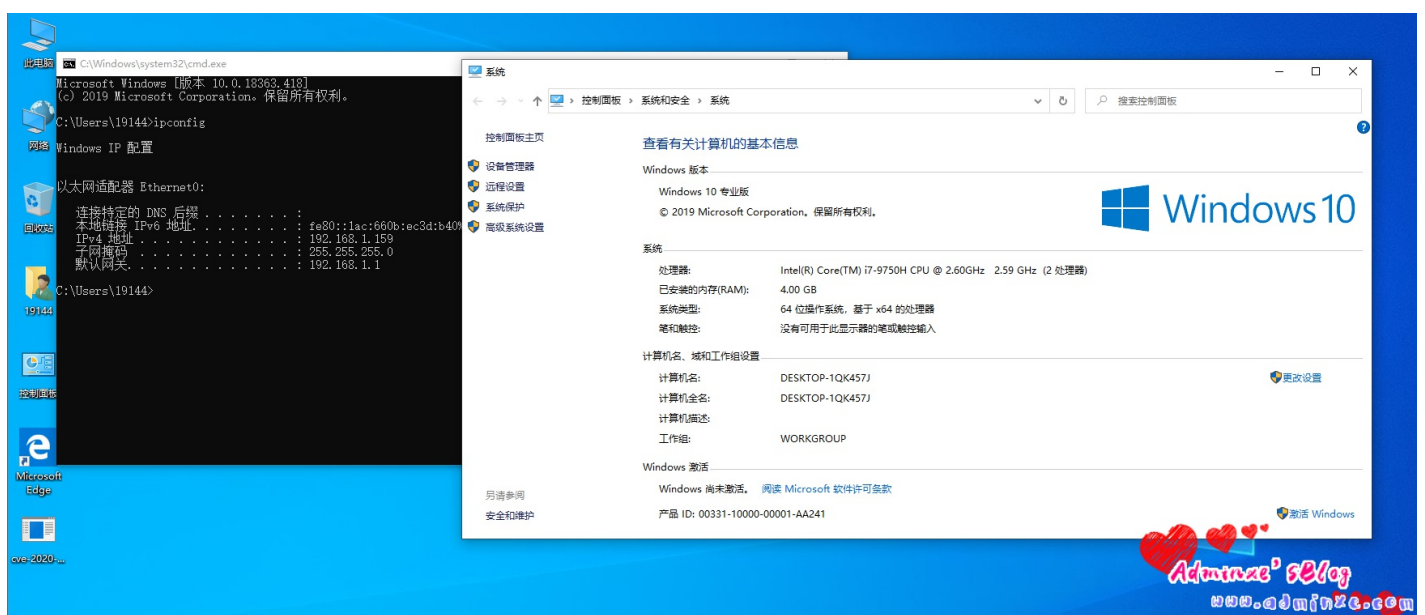 此电脑
网络
回收站
19144
控制面板
Microsoft
Edge
cve-2020-...
C:\Windows\system32\cmd.exe
Microsoft Windows [版本 10.0.18363.418]
(c) 2019 Microsoft Corporation。保留所有权利。
C:\Users\19144>ipconfig
Windows IP 配置
以太网适配器 Ethernet0:
连接特定的 DNS 后缀 . . . . . . . :
本地链接 IPv6 地址. . . . . . . . : fe80::1ac:660b:ec3d:b40
IPv4 地址 . . . . . . . . . . . . : 192.168.1.159
子网掩码 . . . . . . . . . . . . : 255.255.255.0
默认网关. . . . . . . . . . . . . : 192.168.1.1
C:\Users\19144>
系统
控制面板 › 系统和安全 › 系统
搜索控制面板
控制面板主页
设备管理器
远程设置
系统保护
高级系统设置
另请参阅
安全和维护
查看有关计算机的基本信息
Windows 版本
Windows 10 专业版
© 2019 Microsoft Corporation。保留所有权利。
Windows 10
系统
处理器: Intel(R) Core(TM) i7-9750H CPU @ 2.60GHz 2.59 GHz (2 处理器)
已安装的内存(RAM): 4.00 GB
系统类型: 64 位操作系统, 基于 x64 的处理器
笔和触控: 没有可用于此显示器的笔或触控输入
计算机名、域和工作组设置
计算机名: DESKTOP-1QK457J
更改设置
计算机全名: DESKTOP-1QK457J
计算机描述:
工作组: WORKGROUP
Windows 激活
Windows 尚未激活。 阅读 Microsoft 软件许可条款
产品 ID: 00331-10000-00001-AA241
激活 Windows
Adminxe's Blog
www.adminxe.com